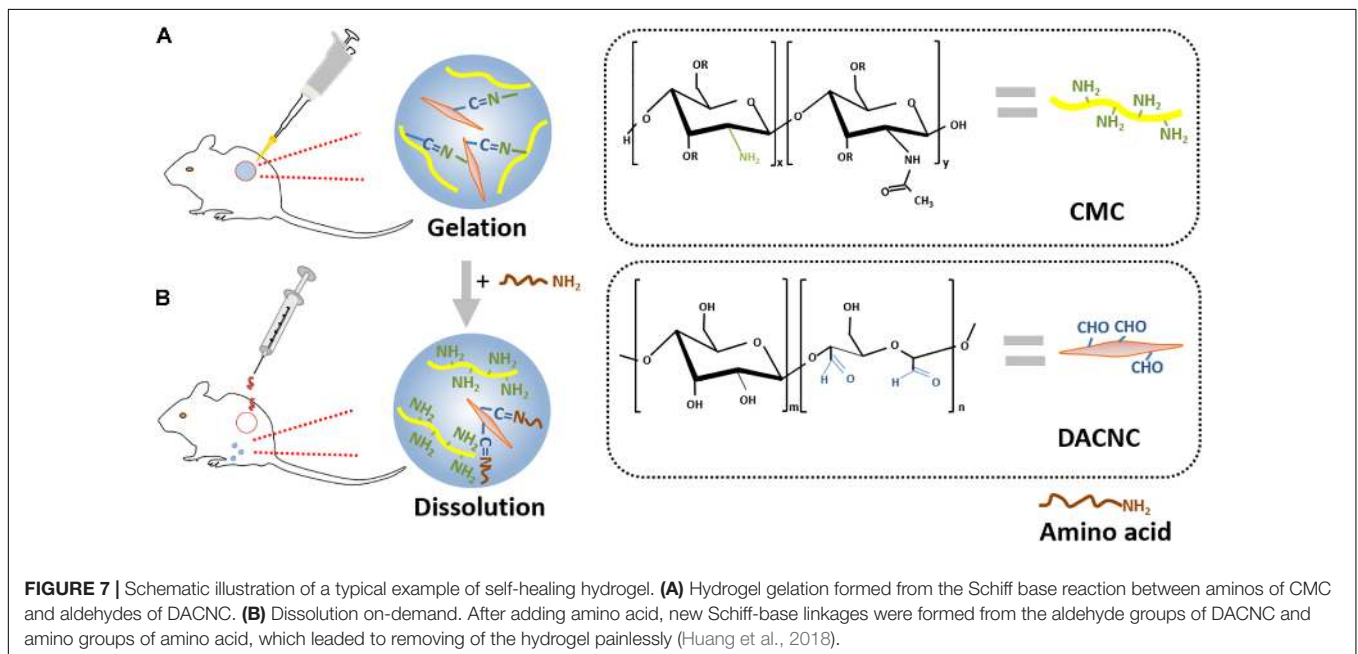 A
C=N
C=N
C=N
Gelation
+ NH2
B
NH2
NH2
NH2
NH2
NH2
NH2
NH2
NH2
NH2
C=N
C=N
Dissolution
OR
O
OR
O
H
O
OR
NH2
x
O
OR
NH
y
OH
O
CH3
NH2
NH2
NH2
NH2
NH2
CMC
OH
O
O
OH
OH
m
O
OH
O
O
H
O
H
O
n
CHO
CHO
CHO
DACNC
NH2
Amino acid
FIGURE 7 | Schematic illustration of a typical example of self-healing hydrogel. (A) Hydrogel gelation formed from the Schiff base reaction between aminos of CMC
and aldehydes of DACNC. (B) Dissolution on-demand. After adding amino acid, new Schiff-base linkages were formed from the aldehyde groups of DACNC and
amino groups of amino acid, which leadted to removing of the hydrogel painlessly (Huang et al., 2018).